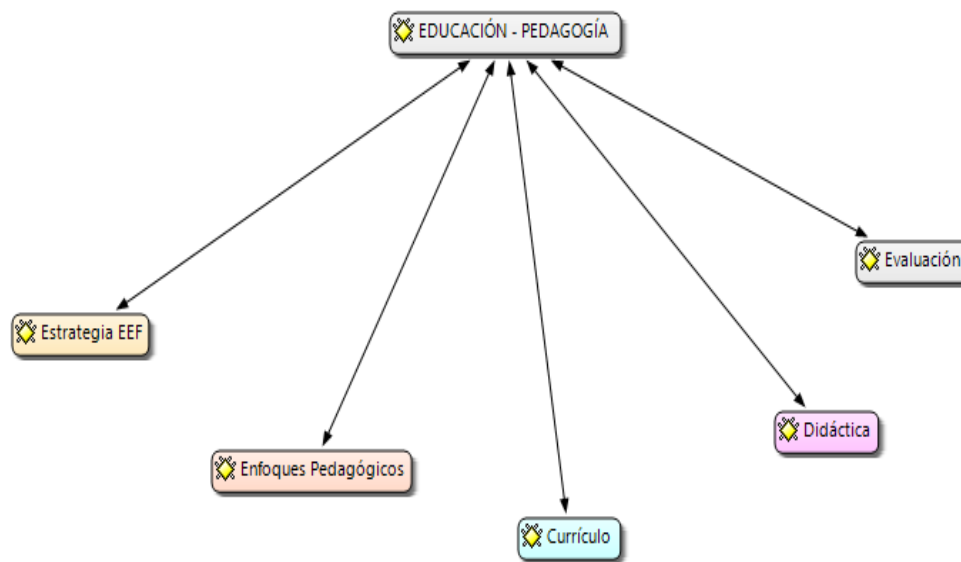 EDUCACIÓN - PEDAGOGÍA
Evaluación
Estrategia EEF
Didáctica
Enfoques Pedagógicos
Currículo